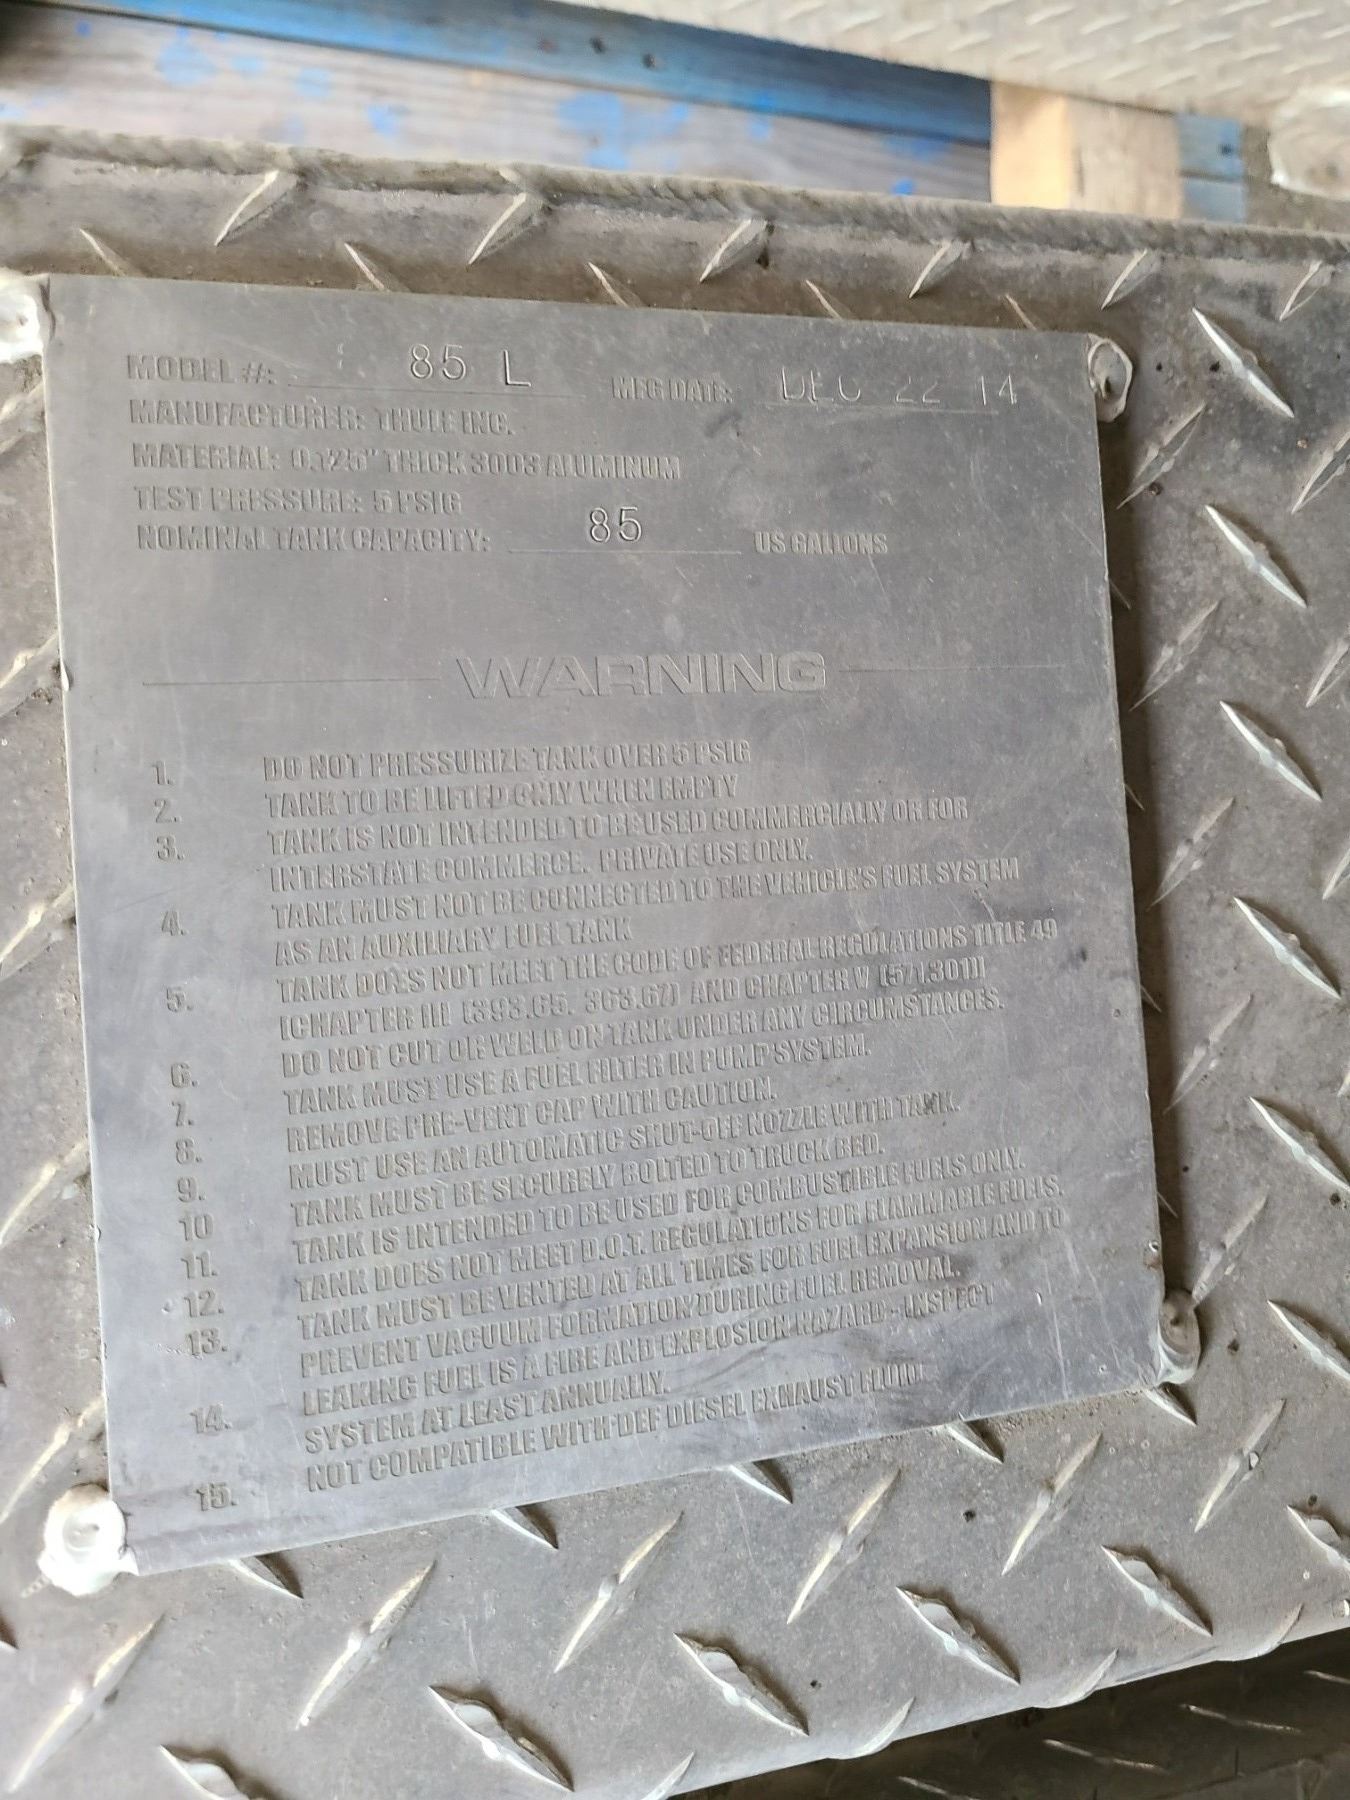 MODEL #: 85 L MFG DATE: DEC 22 14
MANUFACTURER: THULE INC.
MATERIAL: 0.125" THICK 3003 ALUMINUM
TEST PRESSURE: 5 PSIG
NOMINAL TANK CAPACITY: 85 US GALLONS
WARNING
1. DO NOT PRESSURIZE TANK OVER 5 PSIG
2. TANK TO BE LIFTED ONLY WHEN EMPTY
3. TANK IS NOT INTENDED TO BE USED COMMERCIALLY OR FOR
INTERSTATE COMMERCE. PRIVATE USE ONLY.
4. TANK MUST NOT BE CONNECTED TO THE VEHICLE'S FUEL SYSTEM
AS AN AUXILIARY FUEL TANK
5. TANK DOES NOT MEET THE CODE OF FEDERAL REGULATIONS TITLE 49
[CHAPTER III (393.65, 363.67) AND CHAPTER V (571.301)]
6. DO NOT CUT OR WELD ON TANK UNDER ANY CIRCUMSTANCES.
7. TANK MUST USE A FUEL FILTER IN PUMP SYSTEM.
8. REMOVE PRE-VENT CAP WITH CAUTION.
9. MUST USE AN AUTOMATIC SHUT-OFF NOZZLE WITH TANK.
10 TANK MUST BE SECURELY BOLTED TO TRUCK BED.
11. TANK IS INTENDED TO BE USED FOR COMBUSTIBLE FUELS ONLY.
12. TANK DOES NOT MEET D.O.T. REGULATIONS FOR FLAMMABLE FUELS.
13. TANK MUST BE VENTED AT ALL TIMES FOR FUEL EXPANSION AND TO
PREVENT VACUUM FORMATION DURING FUEL REMOVAL.
14. LEAKING FUEL IS A FIRE AND EXPLOSION HAZARD - INSPECT
SYSTEM AT LEAST ANNUALLY.
15. NOT COMPATIBLE WITH DEF DIESEL EXHAUST FLUID